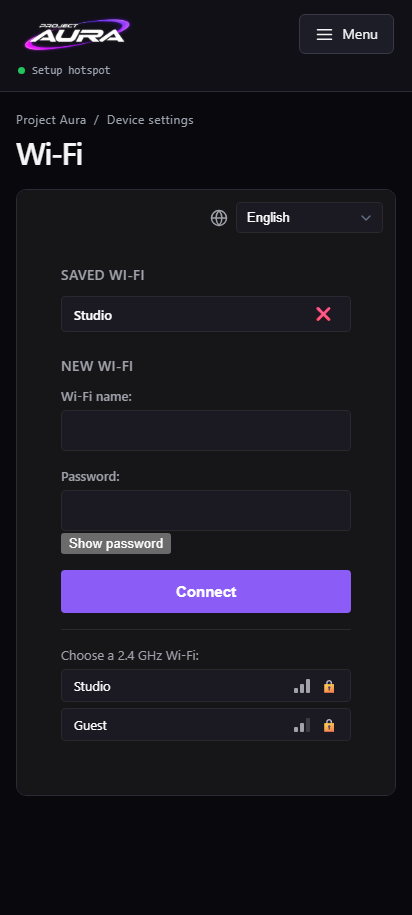 PROJECT
AURA
Menu
Setup hotspot
Project Aura / Device settings
Wi-Fi
English
SAVED WI-FI
Studio
NEW WI-FI
Wi-Fi name:
Password:
Show password
Connect
Choose a 2.4 GHz Wi-Fi:
Studio
Guest